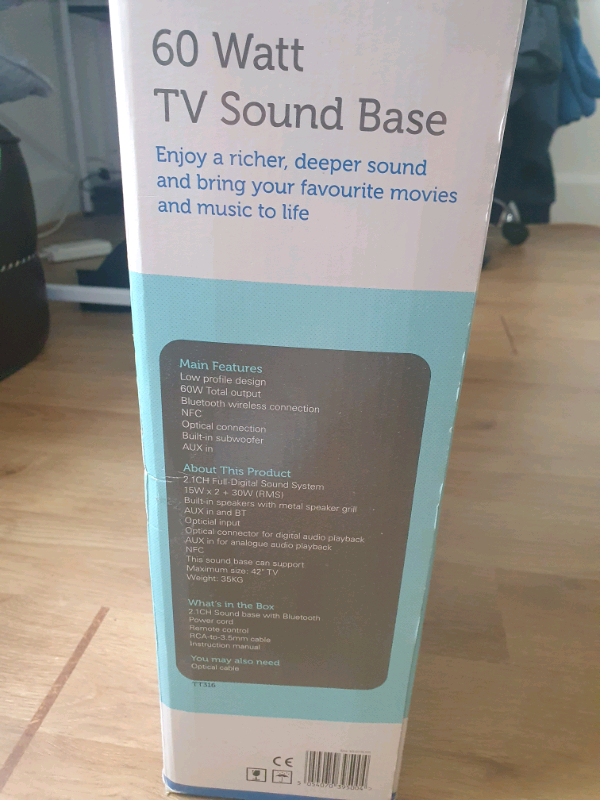 60 Watt
TV Sound Base
Enjoy a richer, deeper sound
and bring your favourite movies
and music to life
Main Features
Low profile design
60W Total output
Bluetooth wireless connection
NFC
Optical connection
Built-in subwoofer
AUX in
About This Product
2.1CH Full-Digital Sound System
15W x 2 + 30W (RMS)
Built-in speakers with metal speaker grill
AUX in and BT
Opticial input
Optical connector for digital audio playback
AUX in for analogue audio playback
NFC
This sound base can support
Maximum size: 42" TV
Weight: 35KG
What's in the Box
2.1CH Sound base with Bluetooth
Power cord
Remote control
RCA-to-3.5mm cable
Instruction manual
You may also need
Optical cable
TT316
CE